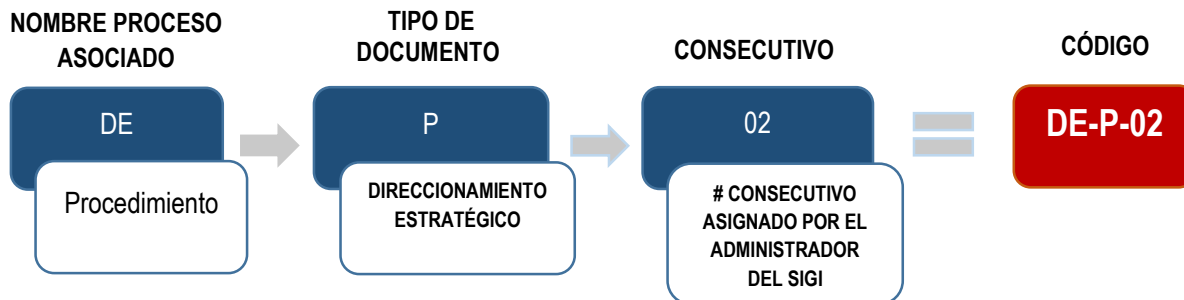 NOMBRE PROCESO
ASOCIADO
DE
Procedimiento
TIPO DE
DOCUMENTO
P
DIRECCIONAMIENTO
ESTRATÉGICO
CONSECUTIVO
02
# CONSECUTIVO
ASIGNADO POR EL
ADMINISTRADOR
DEL SIGI
CÓDIGO
DE-P-02